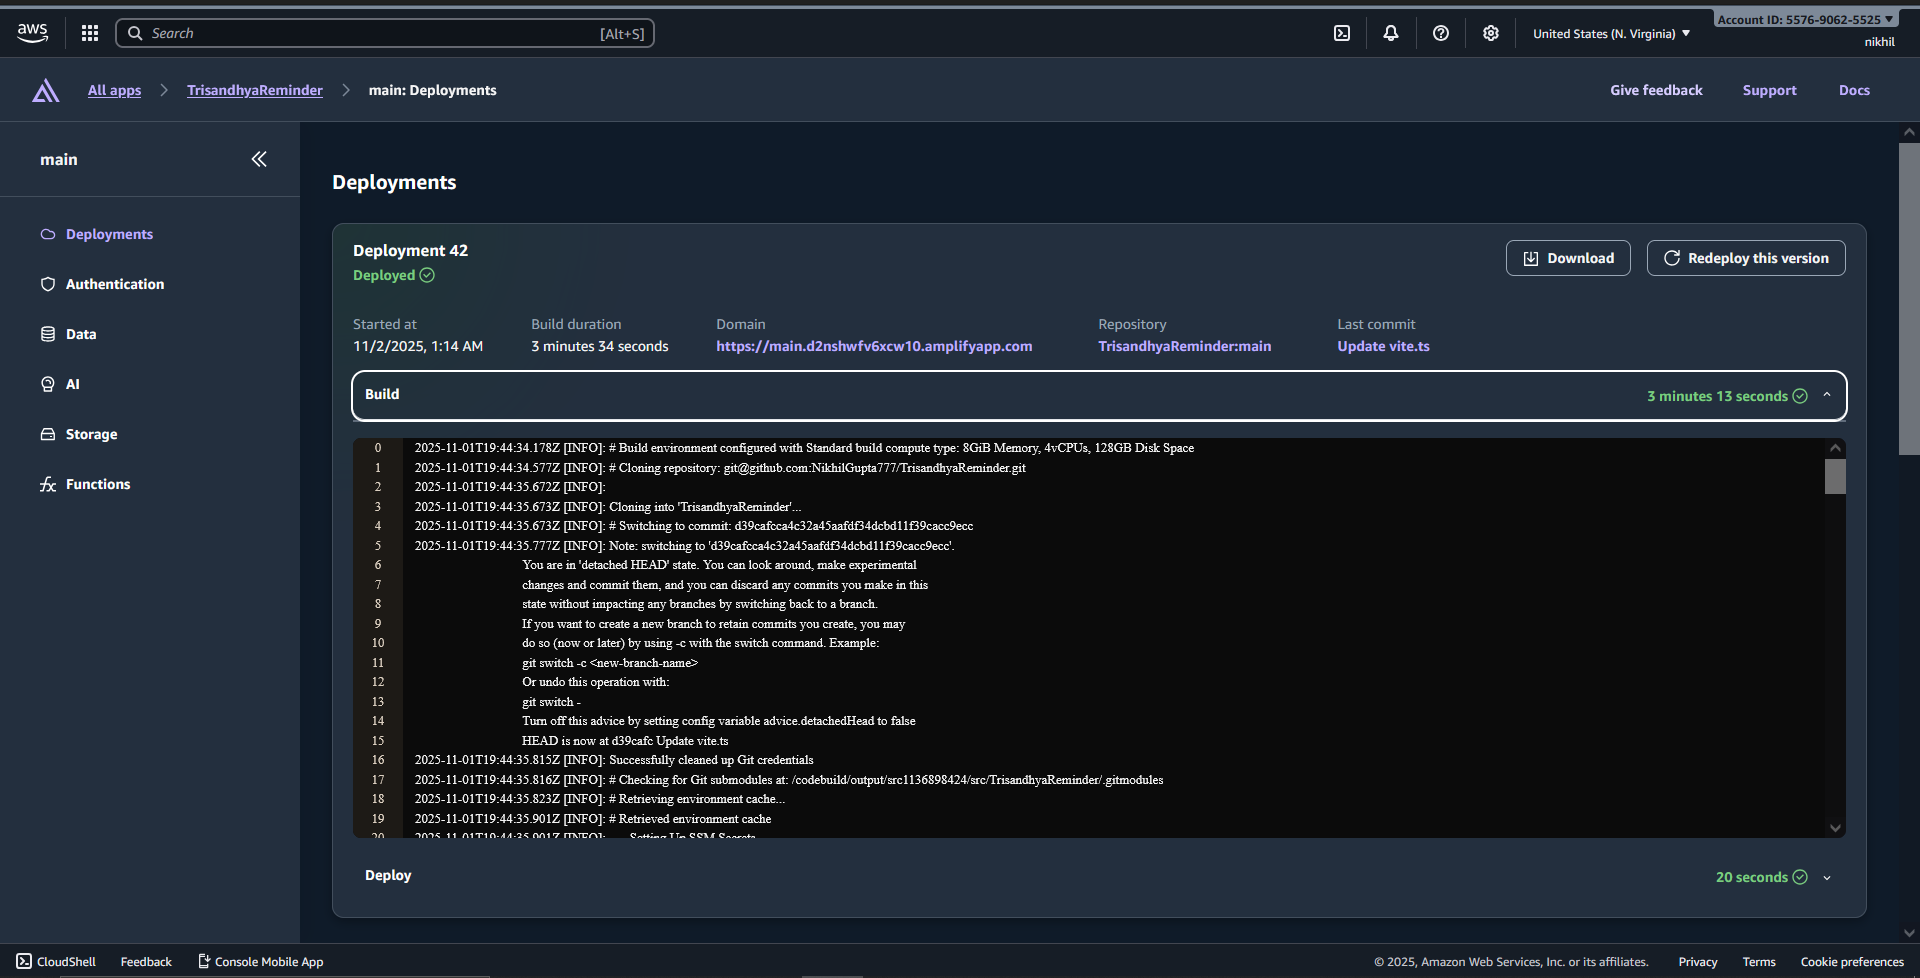 aws
Search [Alt+S]
United States (N. Virginia)
Account ID: 5576-9062-5525
nikhil
All apps
TrisandhyaReminder
main: Deployments
Give feedback
Support
Docs
main
Deployments
Authentication
Data
AI
Storage
Functions
Deployments
Deployment 42
Deployed
Download
Redeploy this version
Started at
11/2/2025, 1:14 AM
Build duration
3 minutes 34 seconds
Domain
https://main.d2nshwfv6xcw10.amplifyapp.com
Repository
TrisandhyaReminder:main
Last commit
Update vite.ts
Build
3 minutes 13 seconds
0 2025-11-01T19:44:34.178Z [INFO]: # Build environment configured with Standard build compute type: 8GiB Memory, 4vCPUs, 128GB Disk Space
1 2025-11-01T19:44:34.577Z [INFO]: # Cloning repository: git@github.com:NikhilGupta777/TrisandhyaReminder.git
2 2025-11-01T19:44:35.672Z [INFO]:
3 2025-11-01T19:44:35.673Z [INFO]: Cloning into 'TrisandhyaReminder'...
4 2025-11-01T19:44:35.673Z [INFO]: # Switching to commit: d39cafcca4c32a45aafdf34dcbd11f39cacc9ecc
5 2025-11-01T19:44:35.777Z [INFO]: Note: switching to 'd39cafcca4c32a45aafdf34dcbd11f39cacc9ecc'.
6 You are in 'detached HEAD' state. You can look around, make experimental
7 changes and commit them, and you can discard any commits you make in this
8 state without impacting any branches by switching back to a branch.
9 If you want to create a new branch to retain commits you create, you may
10 do so (now or later) by using -c with the switch command. Example:
11 git switch -c <new-branch-name>
12 Or undo this operation with:
13 git switch -
14 Turn off this advice by setting config variable advice.detachedHead to false
15 HEAD is now at d39cafc Update vite.ts
16 2025-11-01T19:44:35.815Z [INFO]: Successfully cleaned up Git credentials
17 2025-11-01T19:44:35.816Z [INFO]: # Checking for Git submodules at: /codebuild/output/src1136898424/src/TrisandhyaReminder/.gitmodules
18 2025-11-01T19:44:35.823Z [INFO]: # Retrieving environment cache...
19 2025-11-01T19:44:35.901Z [INFO]: # Retrieved environment cache
20 2025-11-01T19:44:35.901Z [INFO]: ---- Setting Up SSM Secrets
Deploy
20 seconds
CloudShell
Feedback
Console Mobile App
© 2025, Amazon Web Services, Inc. or its affiliates.
Privacy
Terms
Cookie preferences